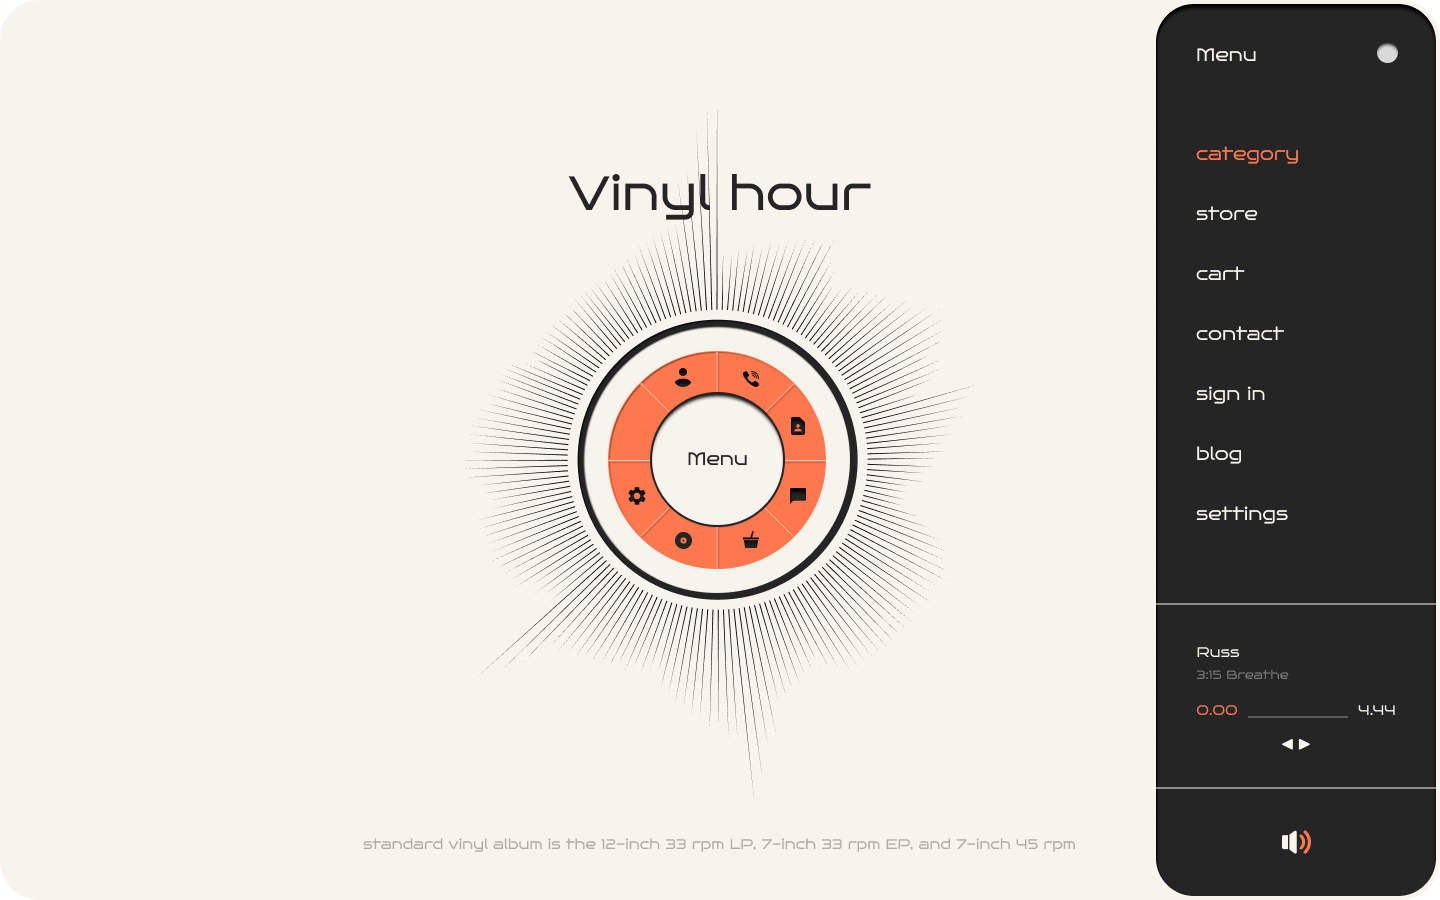 Vinyl hour
Menu
standard vinyl album is the 12-inch 33 rpm LP, 7-inch 33 rpm EP, and 7-inch 45 rpm
Menu
category
store
cart
contact
sign in
blog
settings
Russ
3:15 Breathe
0.00 4.44